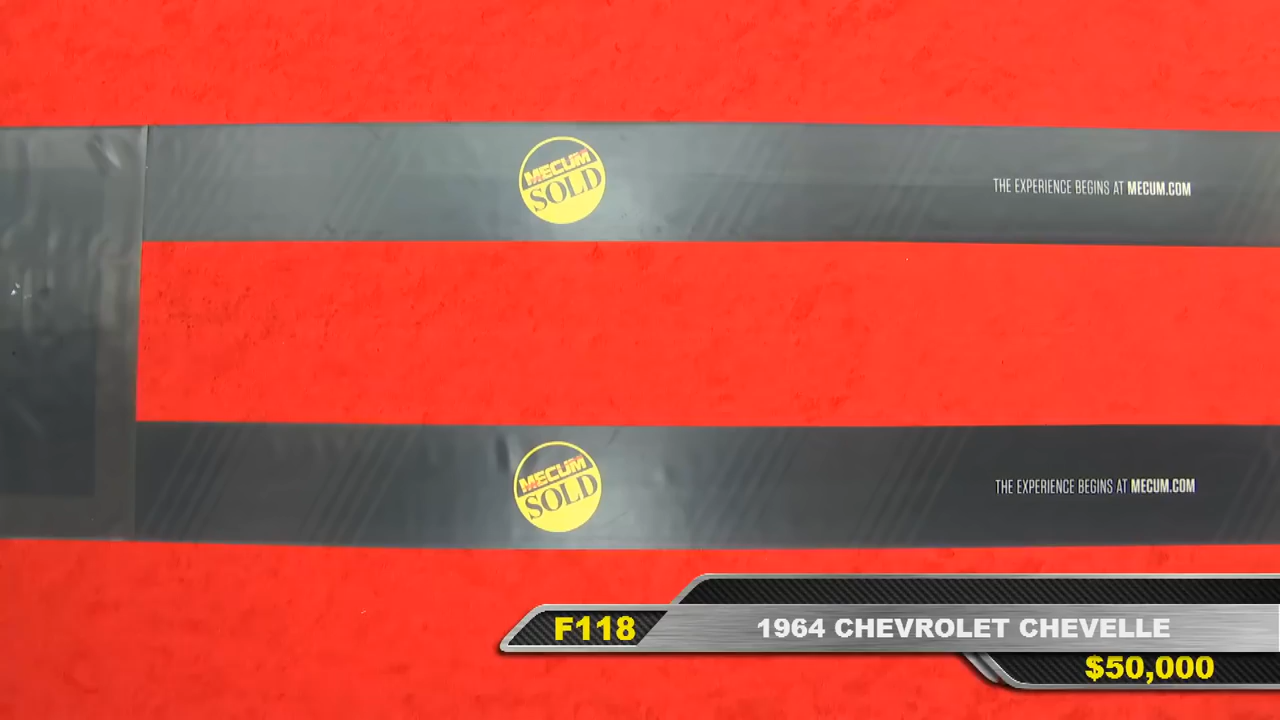 MECUM
SOLD
THE EXPERIENCE BEGINS AT MECUM.COM
MECUM
SOLD
THE EXPERIENCE BEGINS AT MECUM.COM
F118
1964 CHEVROLET CHEVELLE
$50,000